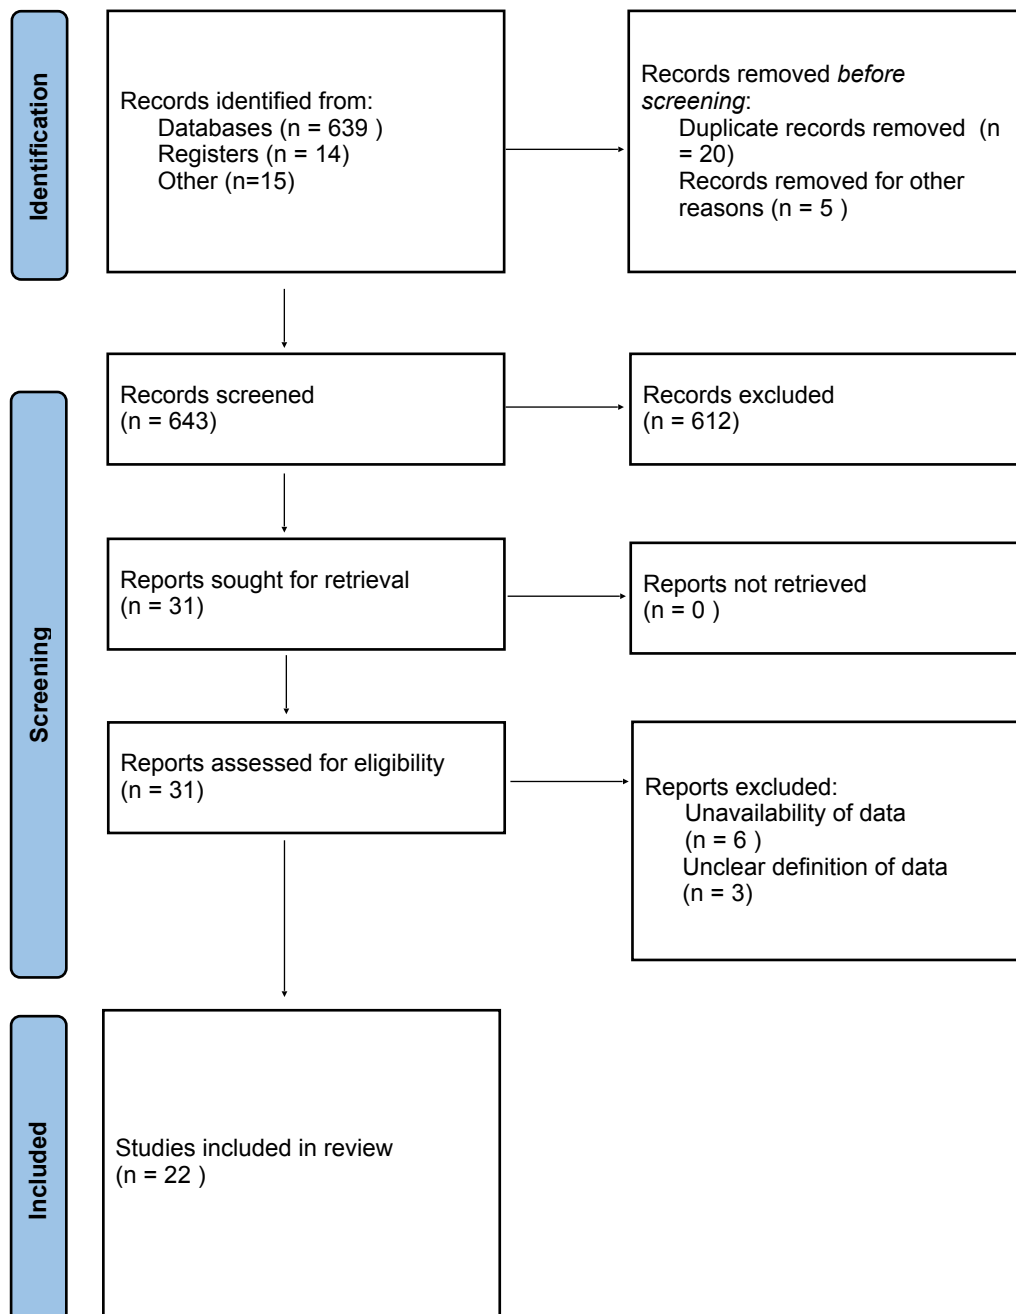 Identification
Records identified from:
Databases (n = 639 )
Registers (n = 14)
Other (n=15)
Records removed before
screening:
Duplicate records removed  (n
= 20)
Records removed for other
reasons (n = 5 )
Screening
Records screened
(n = 643)
Records excluded
(n = 612)
Reports sought for retrieval
(n = 31)
Reports not retrieved
(n = 0 )
Reports assessed for eligibility
(n = 31)
Reports excluded:
Unavailability of data
(n = 6 )
Unclear definition of data
(n = 3)
Included
Studies included in review
(n = 22 )